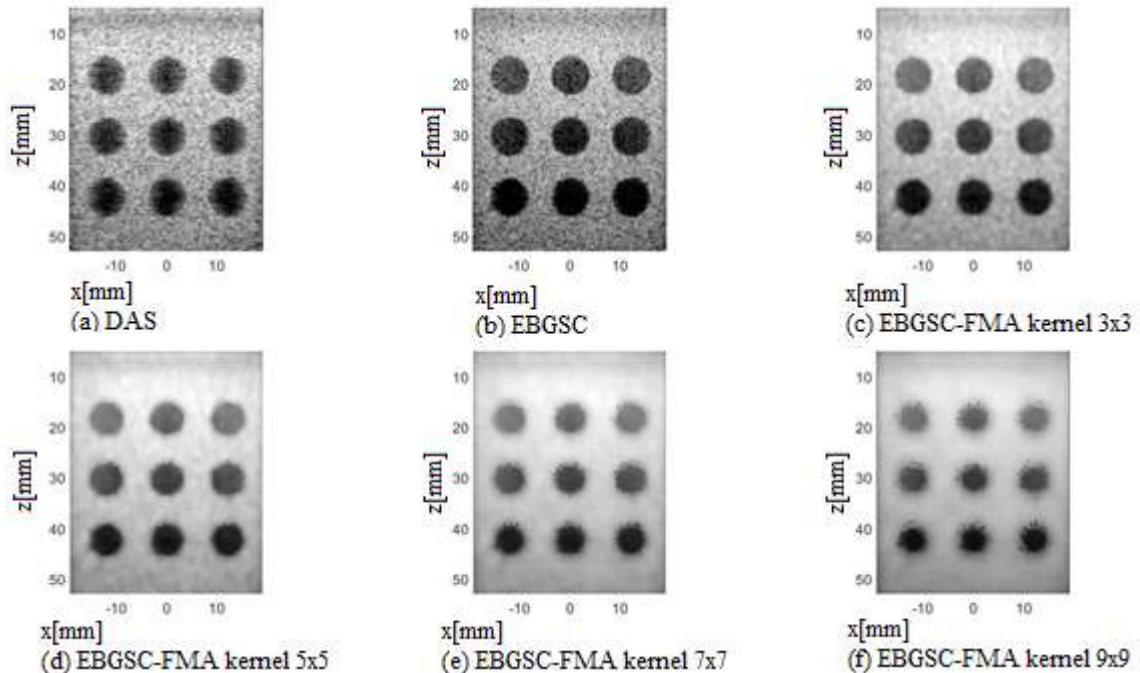 10
20
30
40
50
z[mm]
-10 0 10
x[mm]
(a) DAS
10
20
30
40
50
z[mm]
-10 0 10
x[mm]
(b) EBGSC
10
20
30
40
50
z[mm]
-10 0 10
x[mm]
(c) EBGSC-FMA kernel 3x3
10
20
30
40
50
z[mm]
-10 0 10
x[mm]
(d) EBGSC-FMA kernel 5x5
10
20
30
40
50
z[mm]
-10 0 10
x[mm]
(e) EBGSC-FMA kernel 7x7
10
20
30
40
50
z[mm]
-10 0 10
x[mm]
(f) EBGSC-FMA kernel 9x9